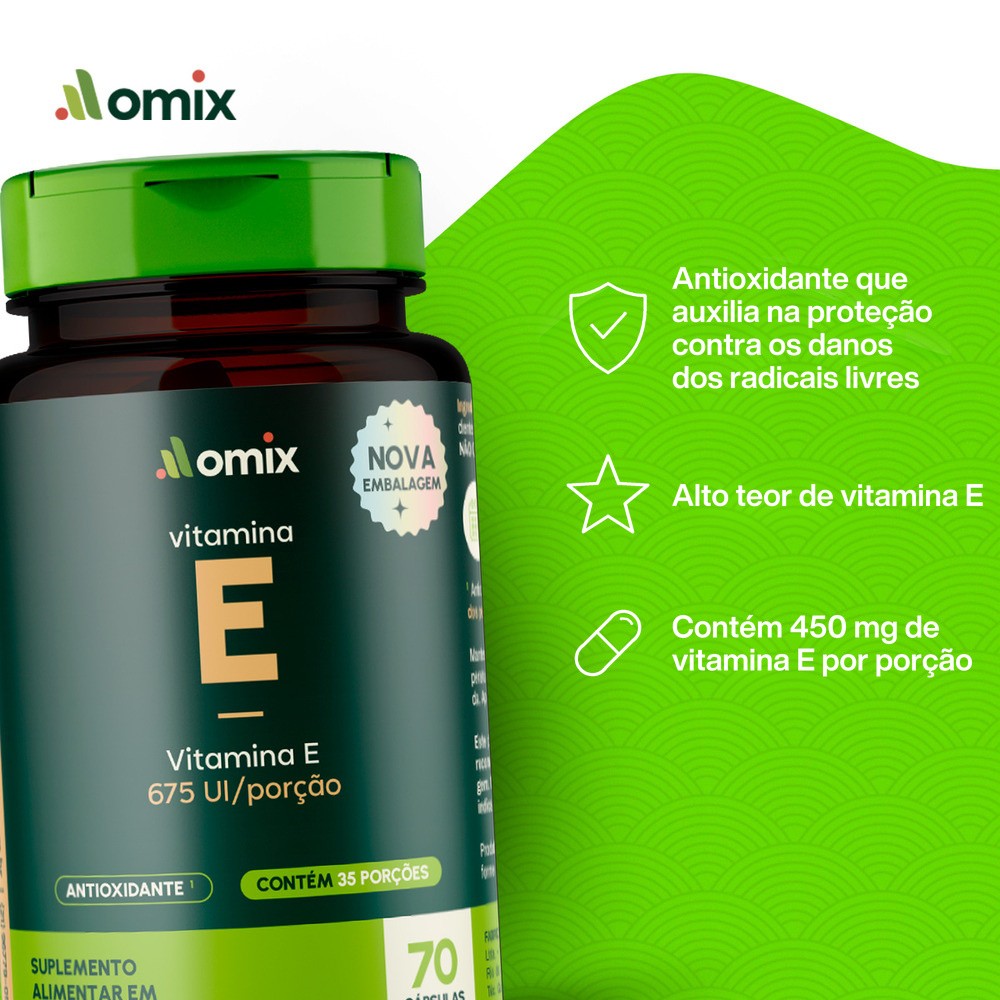 omix
Antioxidante que
auxilia na proteção
contra os danos
dos radicais livres
Alto teor de vitamina E
Contém 450 mg de
vitamina E por porção
omix
NOVA
EMBALAGEM
vitamina
E
Vitamina E
675 UI/porção
ANTIOXIDANTE ¹
CONTÉM 35 PORÇÕES
SUPLEMENTO
ALIMENTAR EM
70
CÁPSULAS